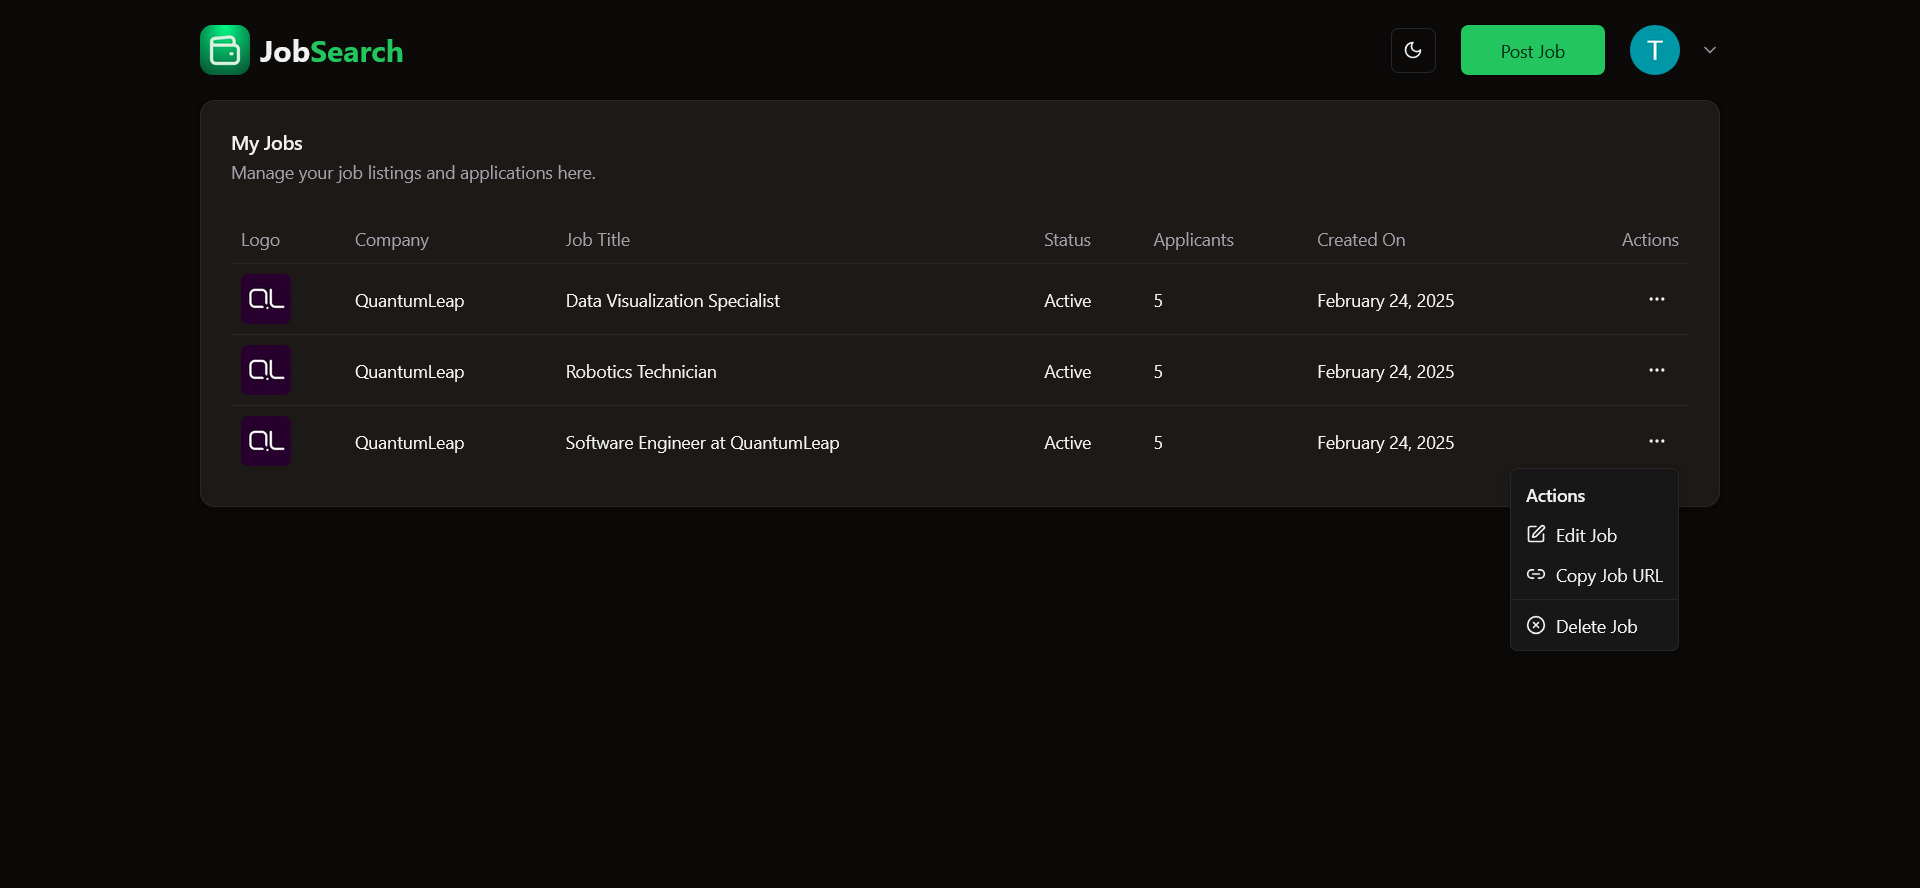 JobSearch
Post Job
T
My Jobs
Manage your job listings and applications here.
Logo Company Job Title Status Applicants Created On Actions
QL QuantumLeap Data Visualization Specialist Active 5 February 24, 2025
QL QuantumLeap Robotics Technician Active 5 February 24, 2025
QL QuantumLeap Software Engineer at QuantumLeap Active 5 February 24, 2025
Actions
Edit Job
Copy Job URL
Delete Job